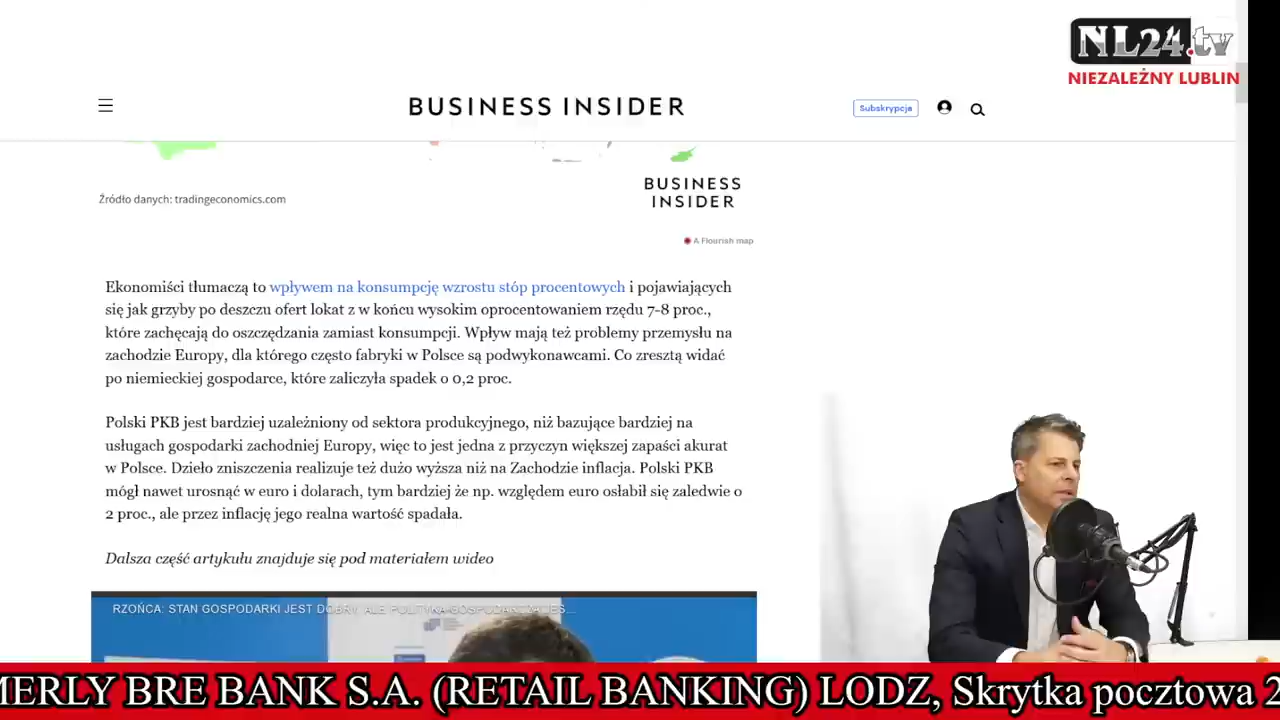 NL24.tv
NIEZALEŻNY LUBLIN
BUSINESS INSIDER
Subskrypcja
BUSINESS
INSIDER
Źródło danych: tradingeconomics.com
A Flourish map
Ekonomiści tłumaczą to wpływem na konsumpcję wzrostu stóp procentowych i pojawiających
się jak grzyby po deszczu ofert lokat z w końcu wysokim oprocentowaniem rzędu 7-8 proc.,
które zachęcają do oszczędzania zamiast konsumpcji. Wpływ mają też problemy przemysłu na
zachodzie Europy, dla którego często fabryki w Polsce są podwykonawcami. Co zresztą widać
po niemieckiej gospodarce, które zaliczyła spadek o 0,2 proc.
Polski PKB jest bardziej uzależniony od sektora produkcyjnego, niż bazujące bardziej na
usługach gospodarki zachodniej Europy, więc to jest jedna z przyczyn większej zapaści akurat
w Polsce. Dzieło zniszczenia realizuje też dużo wyższa niż na Zachodzie inflacja. Polski PKB
mógł nawet urosnąć w euro i dolarach, tym bardziej że np. względem euro osłabił się zaledwie o
2 proc., ale przez inflację jego realna wartość spadała.
Dalsza część artykułu znajduje się pod materiałem wideo
RZOŃCA: STAN GOSPODARKI JEST DOBRY, ALE POLITYKA GOSPODARCZA JES...
MERLY BRE BANK S.A. (RETAIL BANKING) LODZ, Skrytka pocztowa 2